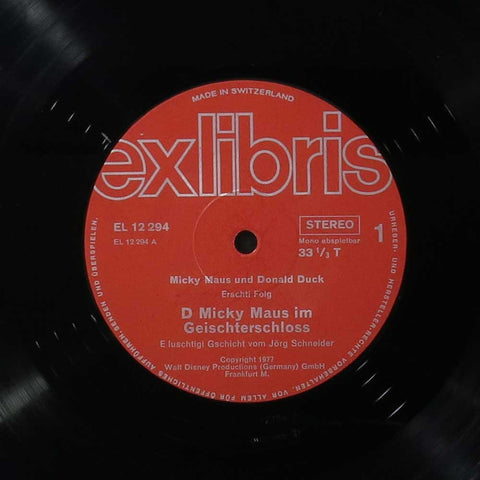 MADE IN SWITZERLAND
exlibris
EL 12 294
EL 12 294 A
STEREO
Mono abspielbar
33 1/3 T
1
Micky Maus und Donald Duck
Erschti Folg
D Micky Maus im
Geischterschloss
E luschtigi Gschicht vom Jörg Schneider
Copyright 1977
Walt Disney Productions (Germany) GmbH
Frankfurt M.
URHEBER- UND HERSTELLER-RECHTE VORBEHALTEN, VOR ALLEM FÜR ÖFFENTLICHES AUFFÜHREN, SENDEN UND ÜBERSPIELEN.